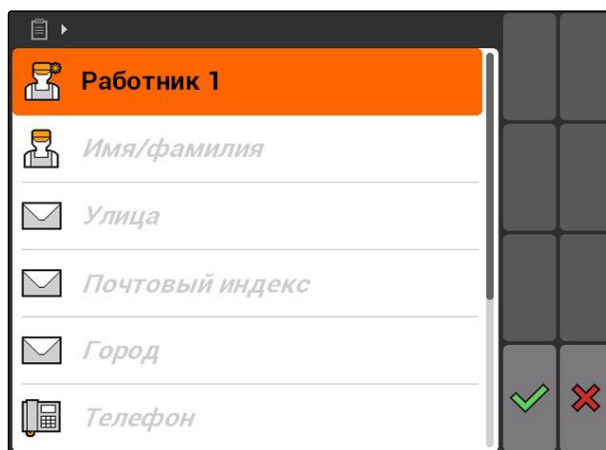 Работник 1
Имя/фамилия
Улица
Почтовый индекс
Город
Телефон